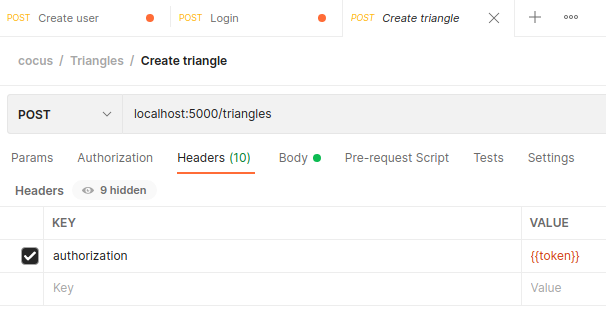 POST Create user POST Login POST Create triangle
cocus / Triangles / Create triangle
POST localhost:5000/triangles
Params Authorization Headers (10) Body Pre-request Script Tests Settings
Headers 9 hidden
KEY VALUE
authorization {{token}}
Key Value